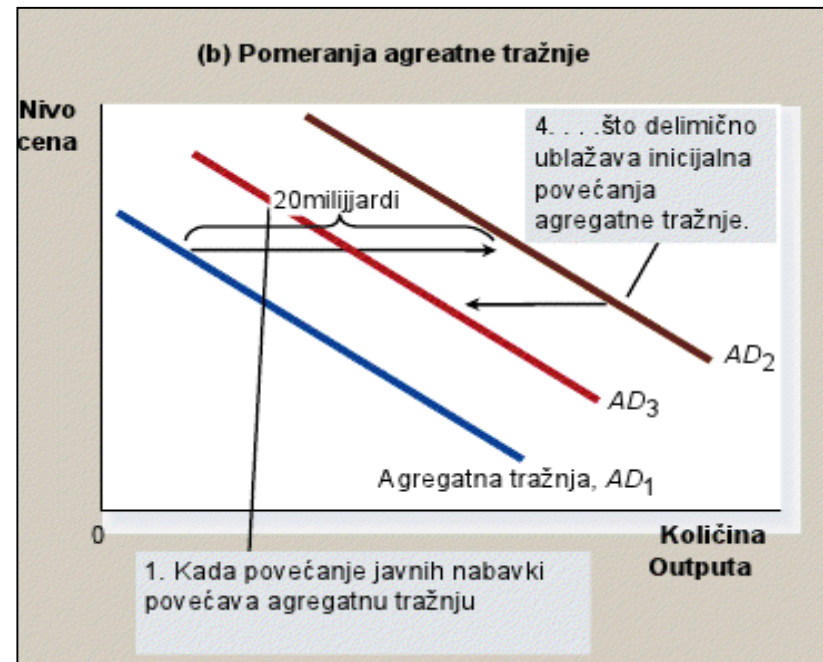 (b) Pomeranja agreatne tražnje
Nivo
cena
4. . . .što delimično
ublažava inicijalna
povećanja
agregatne tražnje.
20milijjardi
AD2
AD3
Agregatna tražnja, AD1
0
Količina
Outputa
1. Kada povećanje javnih nabavki
povećava agregatnu tražnju